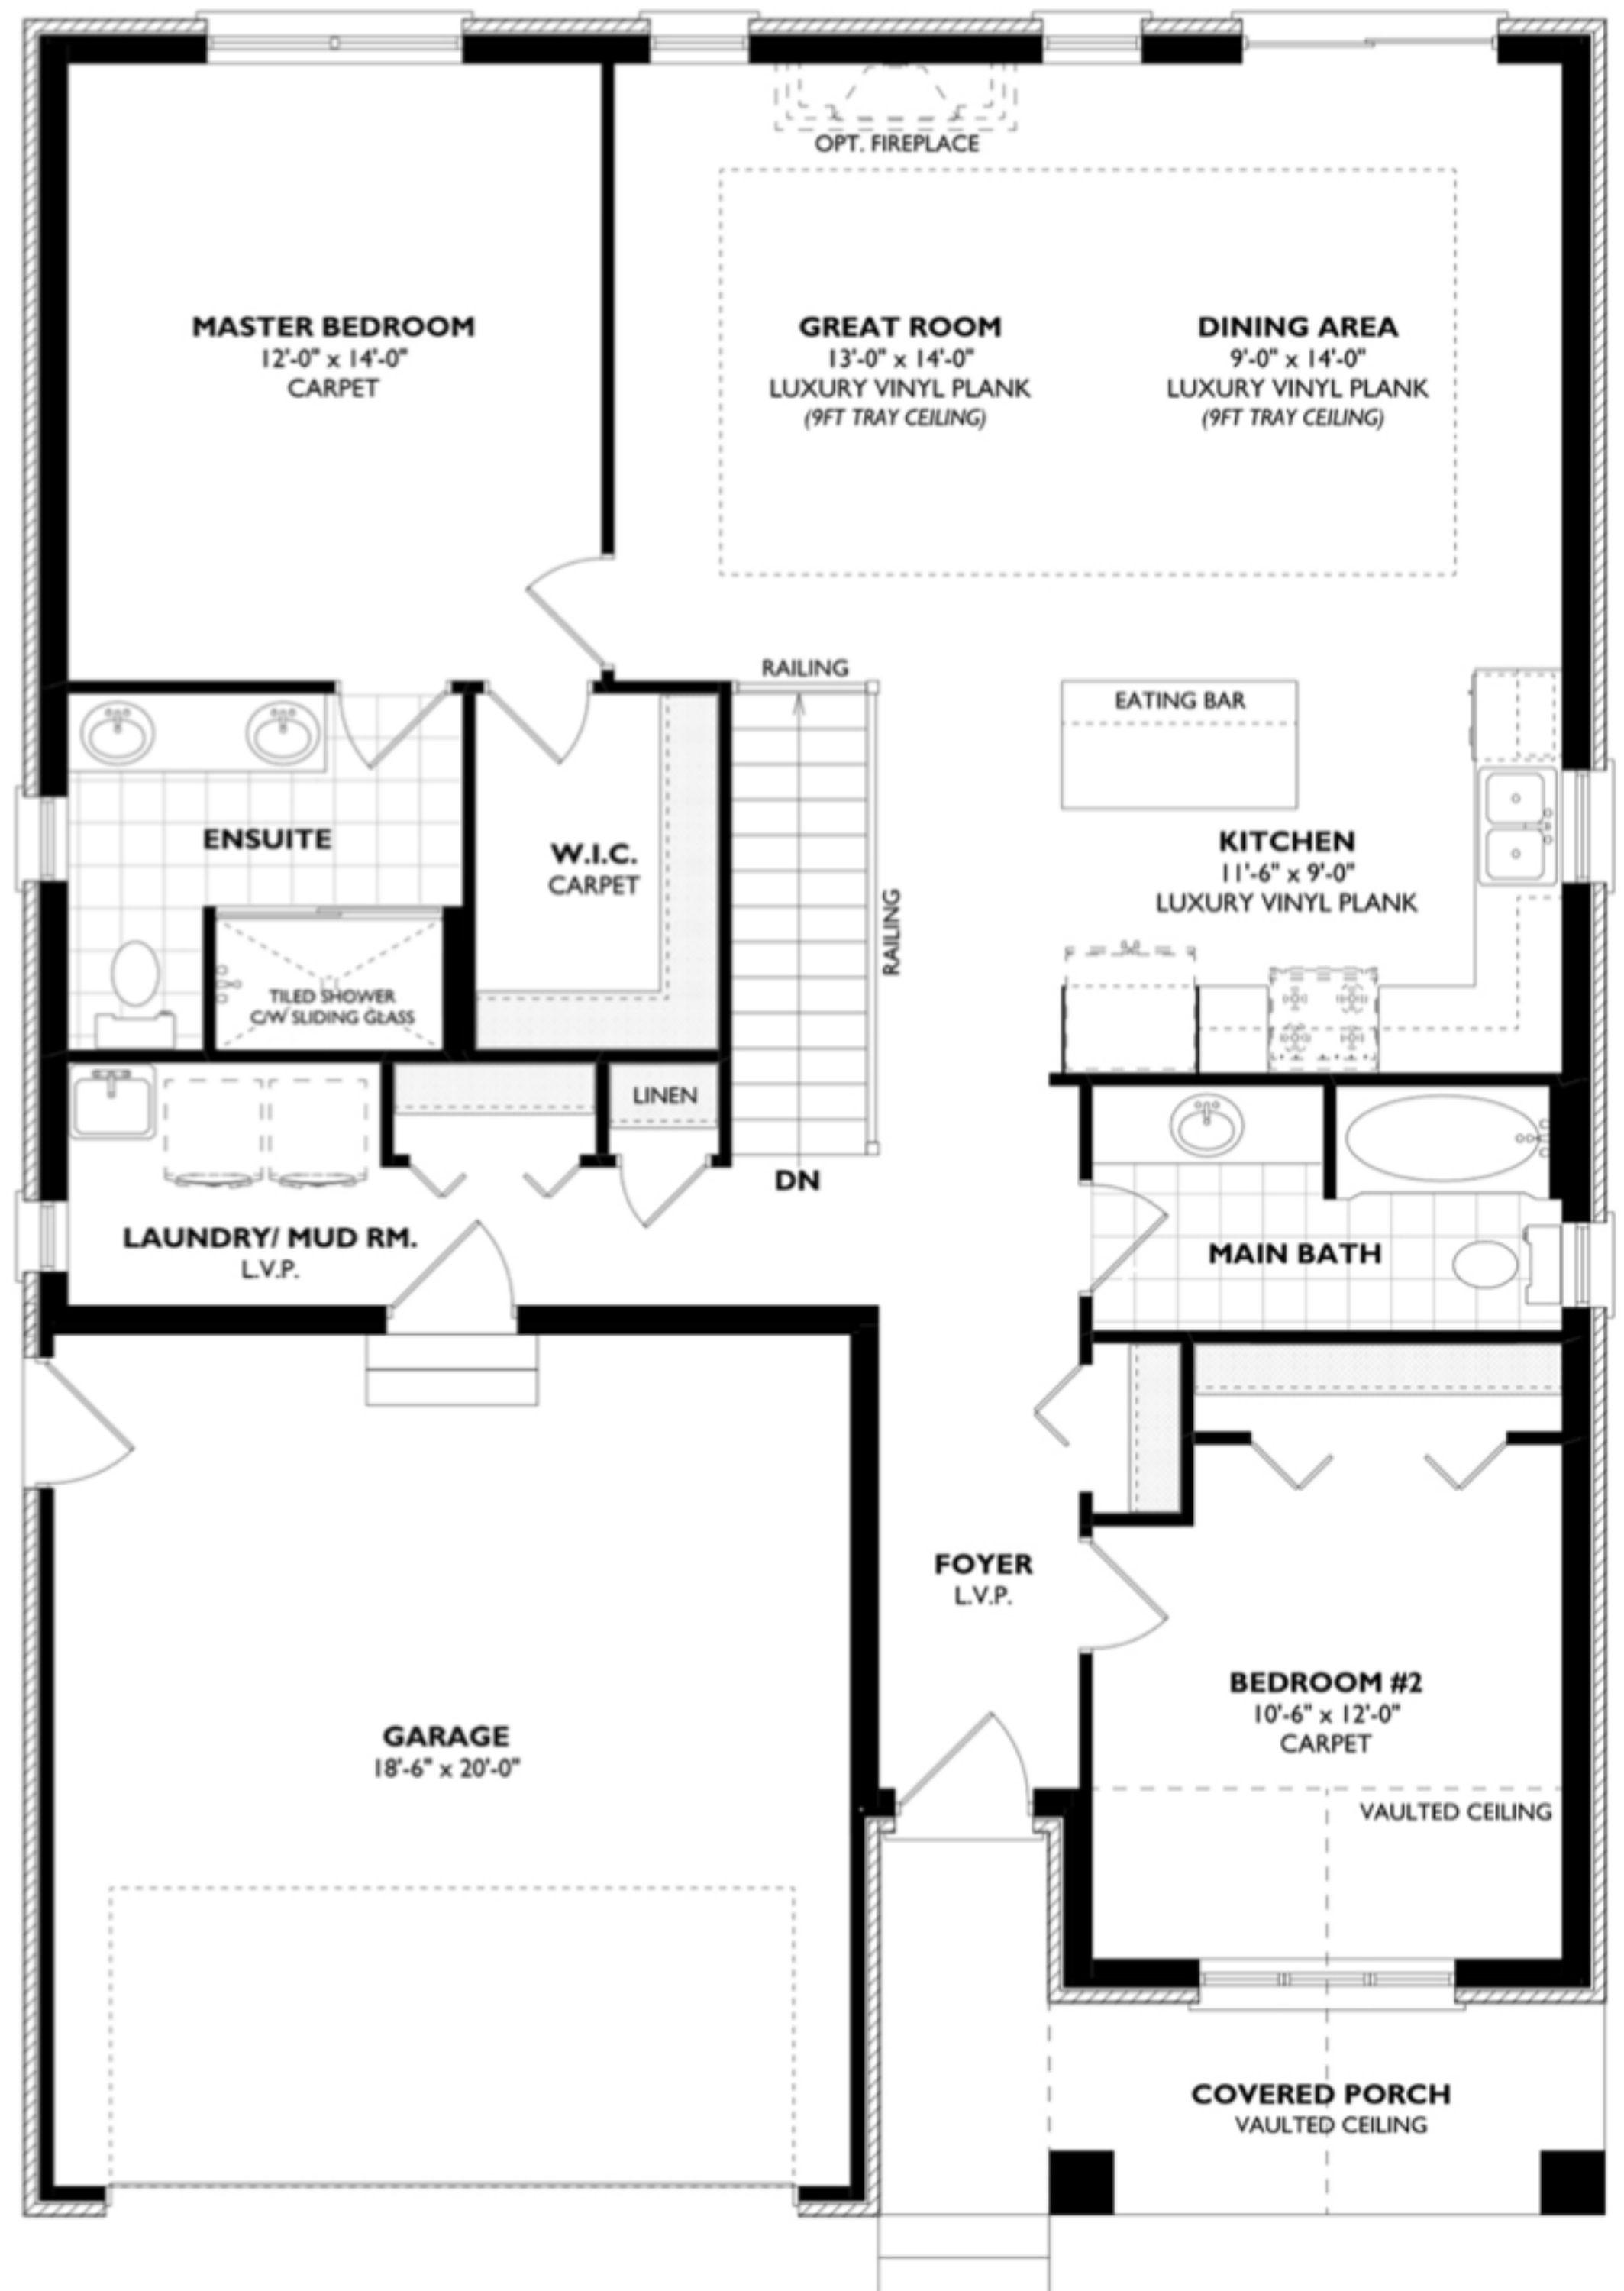 OPT. FIREPLACE
MASTER BEDROOM
12'-0" x 14'-0"
CARPET
GREAT ROOM
13'-0" x 14'-0"
LUXURY VINYL PLANK
(9FT TRAY CEILING)
DINING AREA
9'-0" x 14'-0"
LUXURY VINYL PLANK
(9FT TRAY CEILING)
RAILING
EATING BAR
ENSUITE
W.I.C.
CARPET
RAILING
KITCHEN
11'-6" x 9'-0"
LUXURY VINYL PLANK
TILED SHOWER
C/W SLIDING GLASS
LINEN
DN
LAUNDRY/ MUD RM.
L.V.P.
MAIN BATH
FOYER
L.V.P.
BEDROOM #2
10'-6" x 12'-0"
CARPET
VAULTED CEILING
GARAGE
18'-6" x 20'-0"
COVERED PORCH
VAULTED CEILING